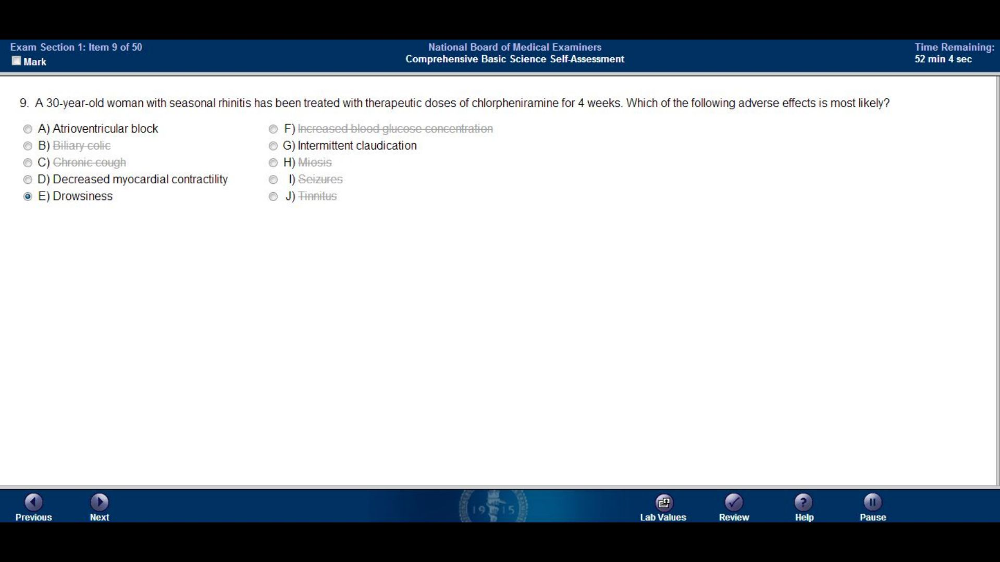 Exam Section 1: Item 9 of 50
National Board of Medical Examiners
Time Remaining:
Mark
Comprehensive Basic Science Self-Assessment
52 min 4 sec
9. A 30-year-old woman with seasonal rhinitis has been treated with therapeutic doses of chlorpheniramine for 4 weeks. Which of the following adverse effects is most likely?
A) Atrioventricular block
B) Biliary colic
C) Chronic cough
D) Decreased myocardial contractility
E) Drowsiness
F) Increased blood glucose concentration
G) Intermittent claudication
H) Miosis
I) Seizures
J) Tinnitus
1915
Previous
Next
Lab Values
Review
Help
Pause